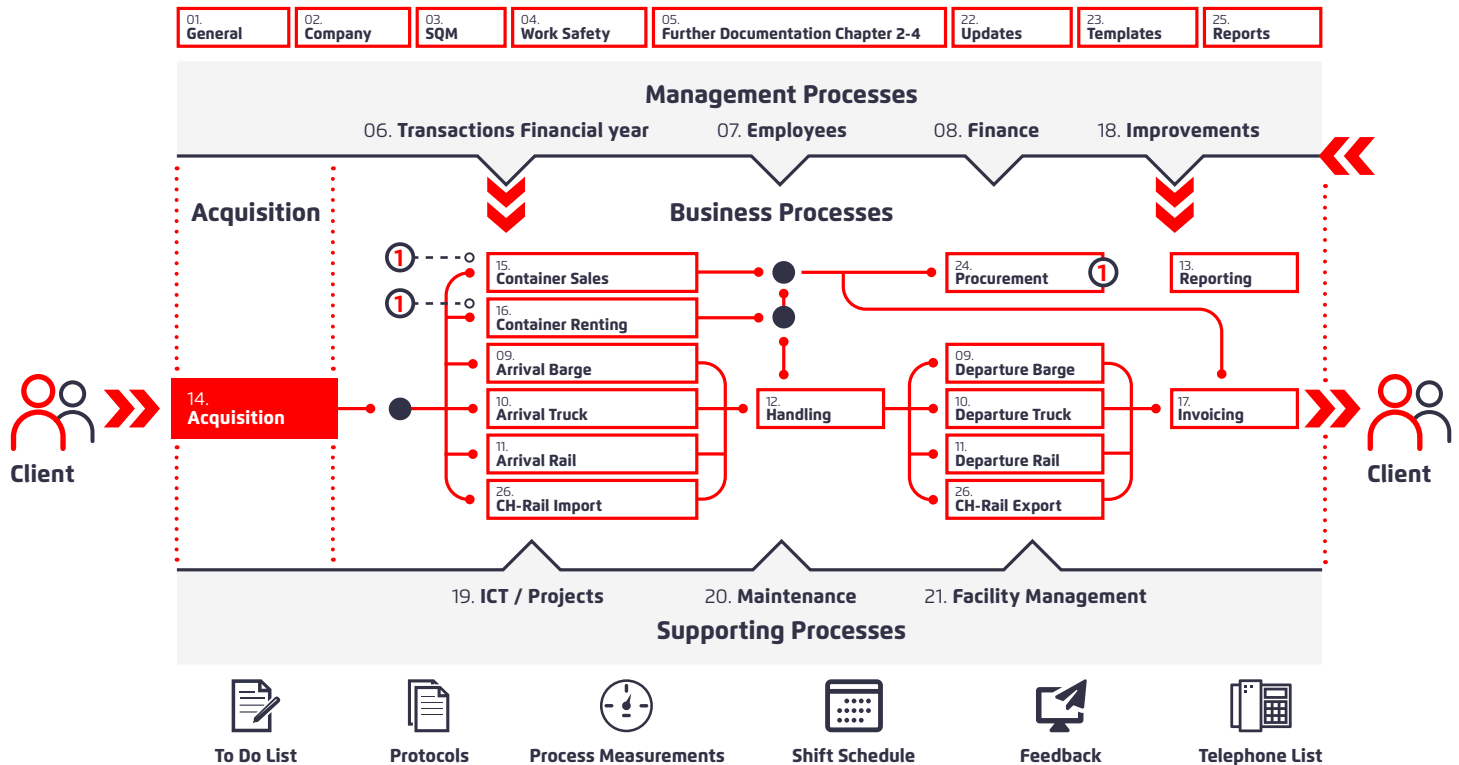 01.
General
02.
Company
03.
SQM
04.
Work Safety
05.
Further Documentation Chapter 2-4
22.
Updates
23.
Templates
25.
Reports
Management Processes
06. Transactions Financial year
07. Employees
08. Finance
18. Improvements
Acquisition
Business Processes
1
15.
Container Sales
24.
Procurement
1
13.
Reporting
1
16.
Container Renting
09.
Arrival Barge
09.
Departure Barge
Client
14.
Acquisition
10.
Arrival Truck
12.
Handling
10.
Departure Truck
17.
Invoicing
Client
11.
Arrival Rail
11.
Departure Rail
26.
CH-Rail Import
26.
CH-Rail Export
19. ICT / Projects
20. Maintenance
21. Facility Management
Supporting Processes
To Do List
Protocols
Process Measurements
Shift Schedule
Feedback
Telephone List